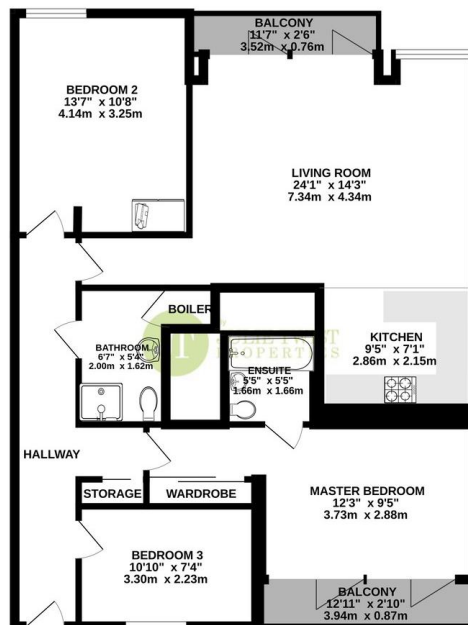 BALCONY
11'7" x 2'6"
3.52m x 0.76m
BEDROOM 2
13'7" x 10'8"
4.14m x 3.25m
LIVING ROOM
24'1" x 14'3"
7.34m x 4.34m
BOILER
BATHROOM
6'7" x 5'4"
2.00m x 1.62m
T
PROPERTIES
ENSUITE
5'5" x 5'5"
1.66m x 1.66m
KITCHEN
9'5" x 7'1"
2.86m x 2.15m
HALLWAY
STORAGE
WARDROBE
MASTER BEDROOM
12'3" x 9'5"
3.73m x 2.88m
BEDROOM 3
10'10" x 7'4"
3.30m x 2.23m
BALCONY
12'11" x 2'10"
3.94m x 0.87m